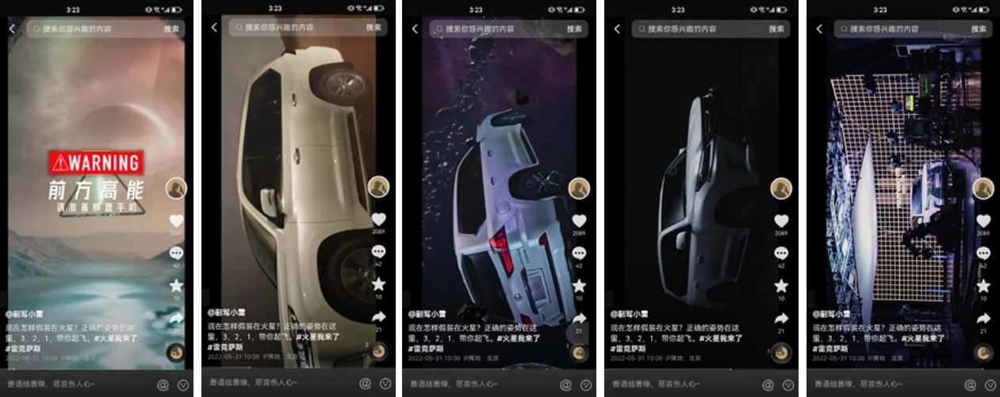 3:23
搜索你感兴趣的内容
搜索
WARNING
前方高能
请准备横置手机
2089
42
10
21
@副驾小雷
现在怎样假装在火星？正确的姿势在这
里，3，2，1，带你起飞。#火星我来了
#雷克萨斯
2022-05-31 10:00 IP属地：北京
善语结善缘，恶言伤人心~
3:23
搜索你感兴趣的内容
搜索
2089
42
10
21
@副驾小雷
现在怎样假装在火星？正确的姿势在这
里，3，2，1，带你起飞。#火星我来了
#雷克萨斯
2022-05-31 10:00 IP属地：北京
善语结善缘，恶言伤人心~
3:23
搜索你感兴趣的内容
搜索
2089
42
10
21
@副驾小雷
现在怎样假装在火星？正确的姿势在这
里，3，2，1，带你起飞。#火星我来了
#雷克萨斯
2022-05-31 10:00 IP属地：北京
善语结善缘，恶言伤人心~
3:23
搜索你感兴趣的内容
搜索
2089
42
10
21
@副驾小雷
现在怎样假装在火星？正确的姿势在这
里，3，2，1，带你起飞。#火星我来了
#雷克萨斯
2022-05-31 10:00 IP属地：北京
善语结善缘，恶言伤人心~
3:23
搜索你感兴趣的内容
搜索
2089
42
10
21
@副驾小雷
现在怎样假装在火星？正确的姿势在这
里，3，2，1，带你起飞。#火星我来了
#雷克萨斯
2022-05-31 10:00 IP属地：北京
善语结善缘，恶言伤人心~